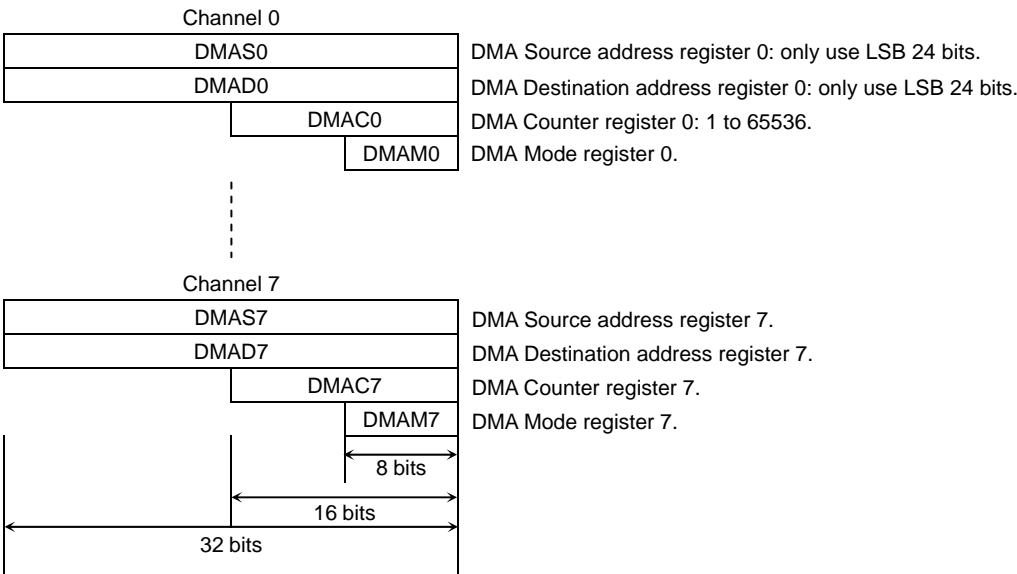 Channel 0
DMAS0 DMA Source address register 0: only use LSB 24 bits.
DMAD0 DMA Destination address register 0: only use LSB 24 bits.
DMAC0 DMA Counter register 0: 1 to 65536.
DMAM0 DMA Mode register 0.
Channel 7
DMAS7 DMA Source address register 7.
DMAD7 DMA Destination address register 7.
DMAC7 DMA Counter register 7.
DMAM7 DMA Mode register 7.
8 bits
16 bits
32 bits